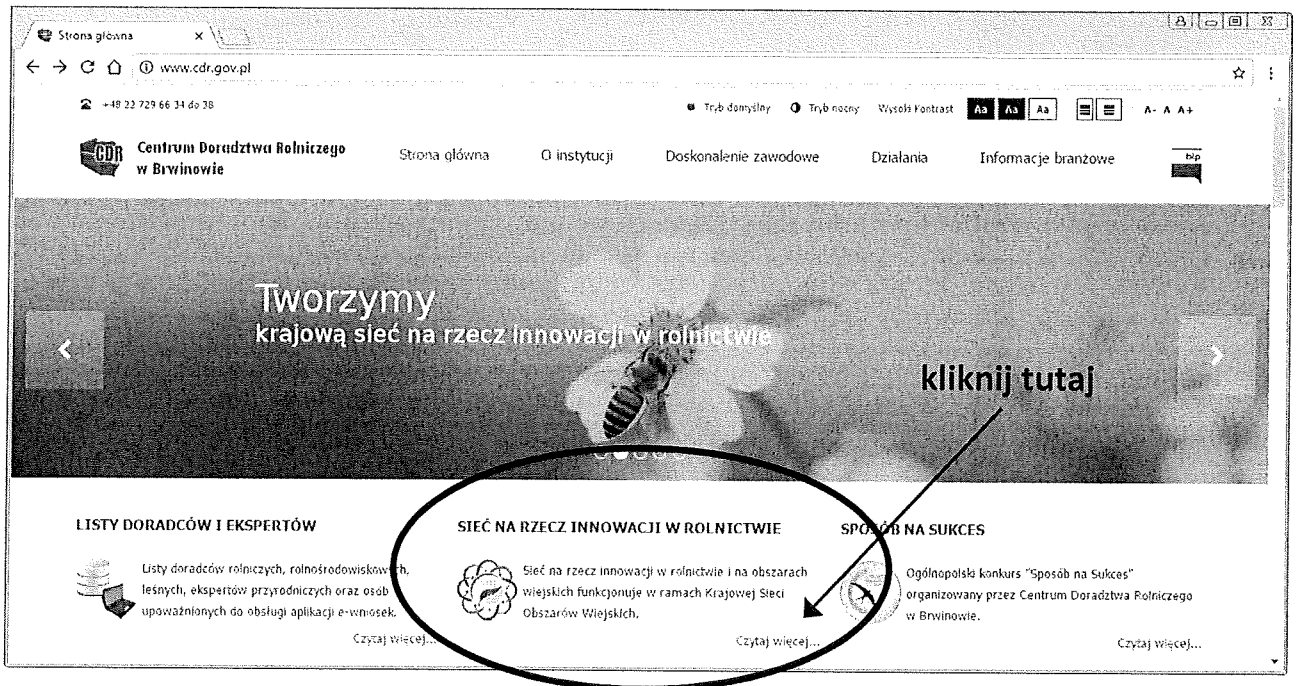 Strona główna
www.cdr.gov.pl
+48 22 729 66 34 do 38
Tryb domyślny Tryb nocny Wysoki Kontrast Aa Aa Aa A- A A+
CDR
Centrum Doradztwa Rolniczego
w Brwinowie
Strona główna O instytucji Doskonalenie zawodowe Działania Informacje branżowe bip
Tworzymy
krajową sieć na rzecz innowacji w rolnictwie
kliknij tutaj
LISTY DORADCÓW I EKSPERTÓW
Listy doradców rolniczych, rolnośrodowiskowych,
leśnych, ekspertów przyrodniczych oraz osób
upoważnionych do obsługi aplikacji e-wniosek.
Czytaj więcej...
SIEĆ NA RZECZ INNOWACJI W ROLNICTWIE
Sieć na rzecz innowacji w rolnictwie i na obszarach
wiejskich funkcjonuje w ramach Krajowej Sieci
Obszarów Wiejskich.
Czytaj więcej...
SPOSÓB NA SUKCES
Ogólnopolski konkurs "Sposób na Sukces"
organizowany przez Centrum Doradztwa Rolniczego
w Brwinowie.
Czytaj więcej...